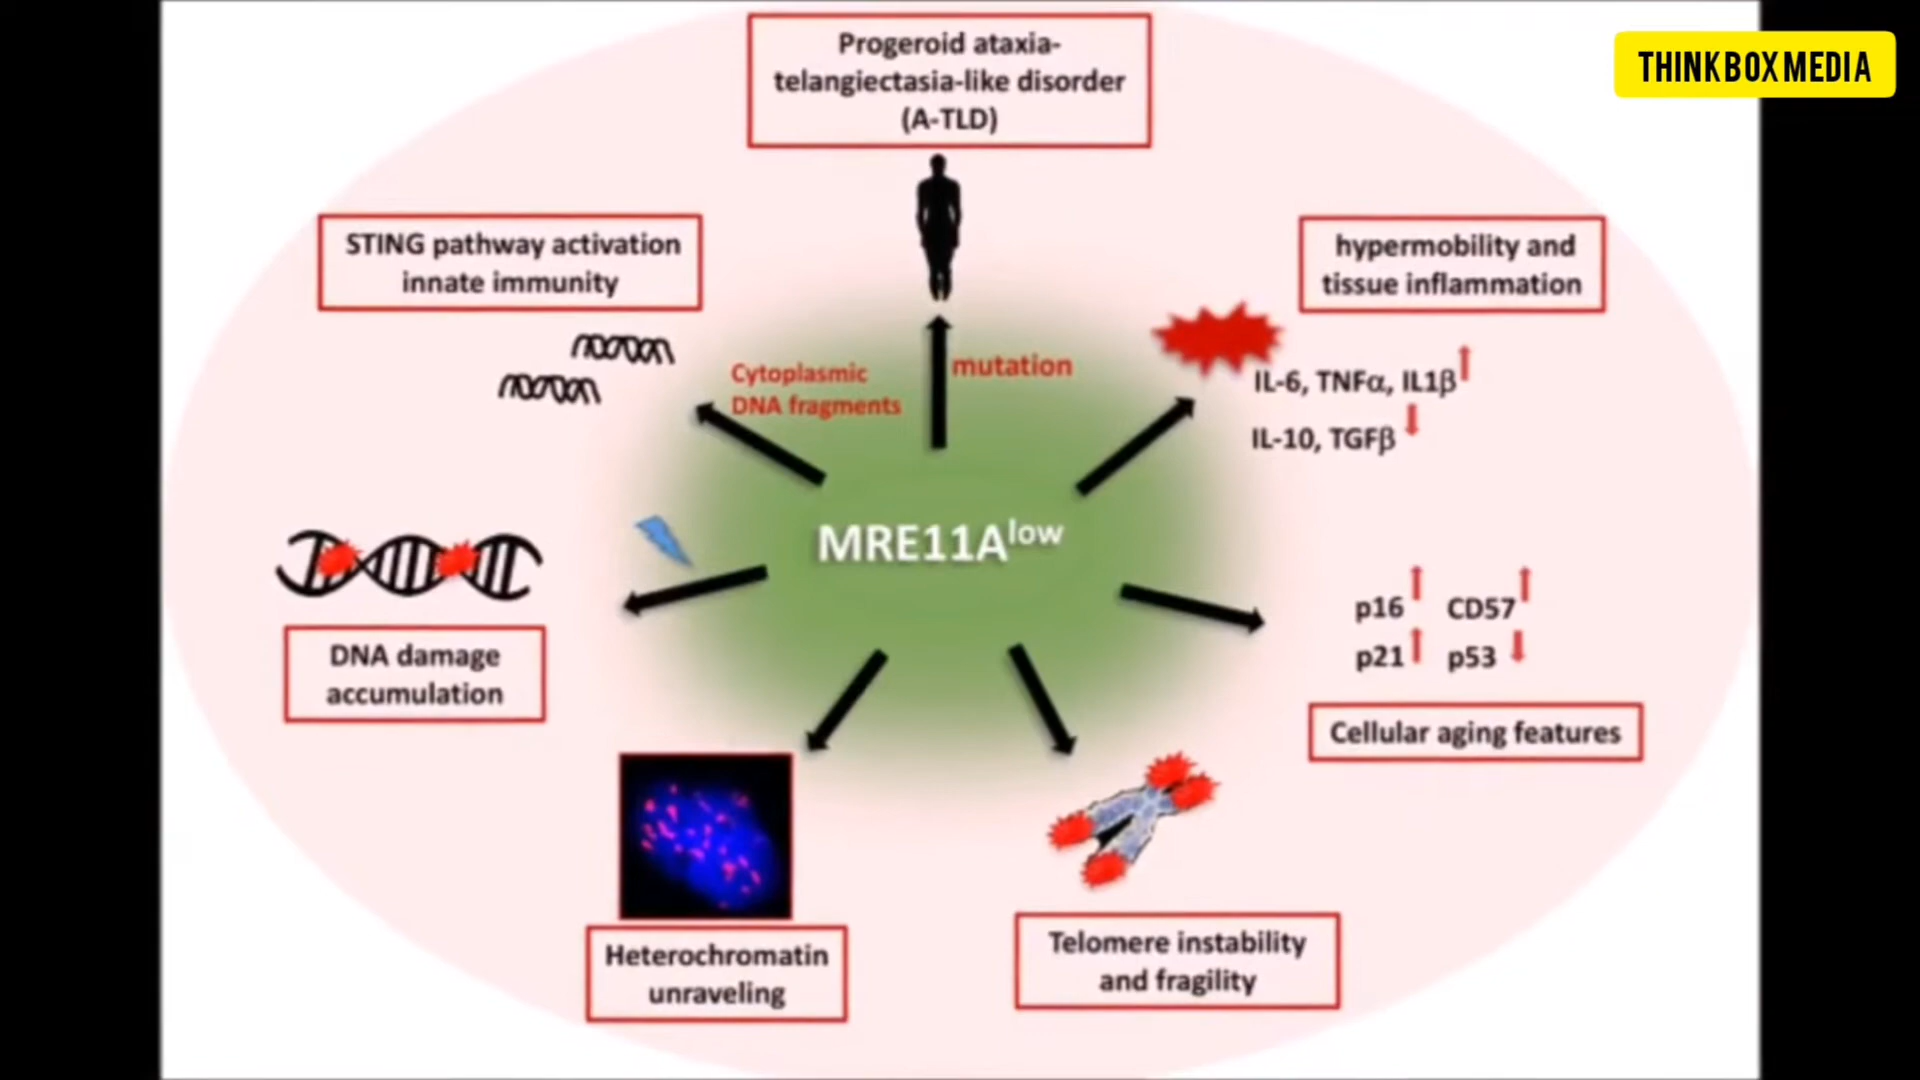 THINKBOXMEDIA
Progeroid ataxia-
telangiectasia-like disorder
(A-TLD)
STING pathway activation
innate immunity
hypermobility and
tissue inflammation
Cytoplasmic
DNA fragments
mutation
IL-6, TNFα, IL1β
IL-10, TGFβ
MRE11Alow
DNA damage
accumulation
p16 CD57
p21 p53
Cellular aging features
Heterochromatin
unraveling
Telomere instability
and fragility